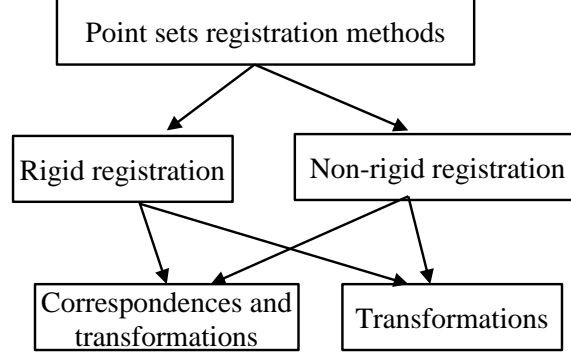 Point sets registration methods
Rigid registration
Non-rigid registration
Correspondences and
transformations
Transformations